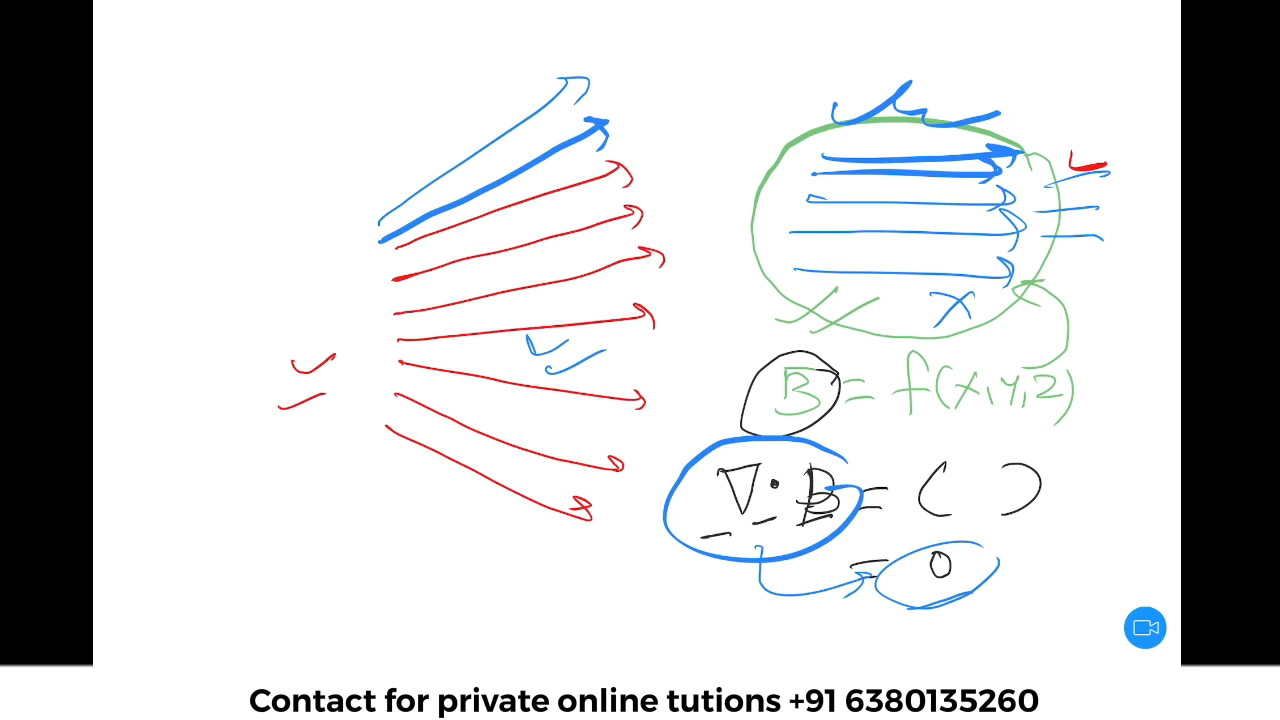 B = f(x,y,z)
∇·B = ( )
= 0
Contact for private online tutions +91 6380135260